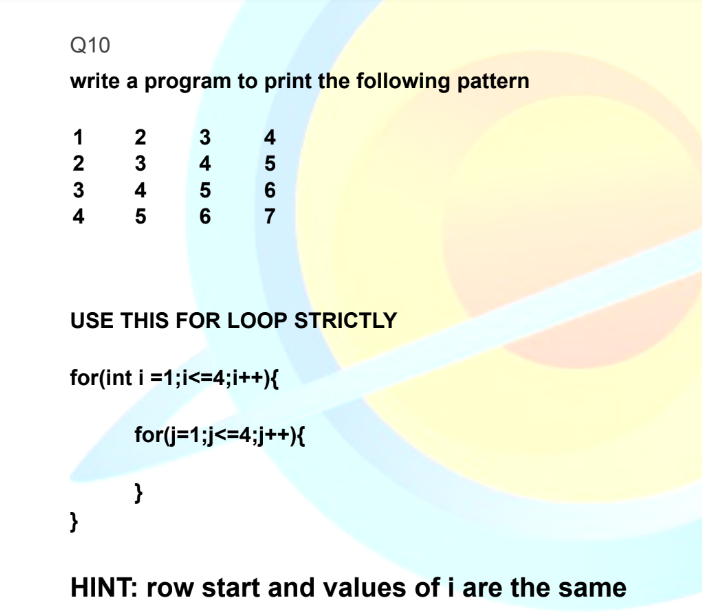 Q10
write a program to print the following pattern
1 2 3 4
2 3 4 5
3 4 5 6
4 5 6 7
USE THIS FOR LOOP STRICTLY
for(int i =1;i<=4;i++){
for(j=1;j<=4;j++){
}
}
HINT: row start and values of i are the same